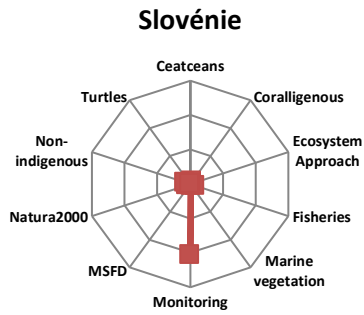 Slovénie
Ceatceans
Coralligenous
Ecosystem
Approach
Fisheries
Marine
vegetation
Monitoring
MSFD
Natura2000
Non-
indigenous
Turtles